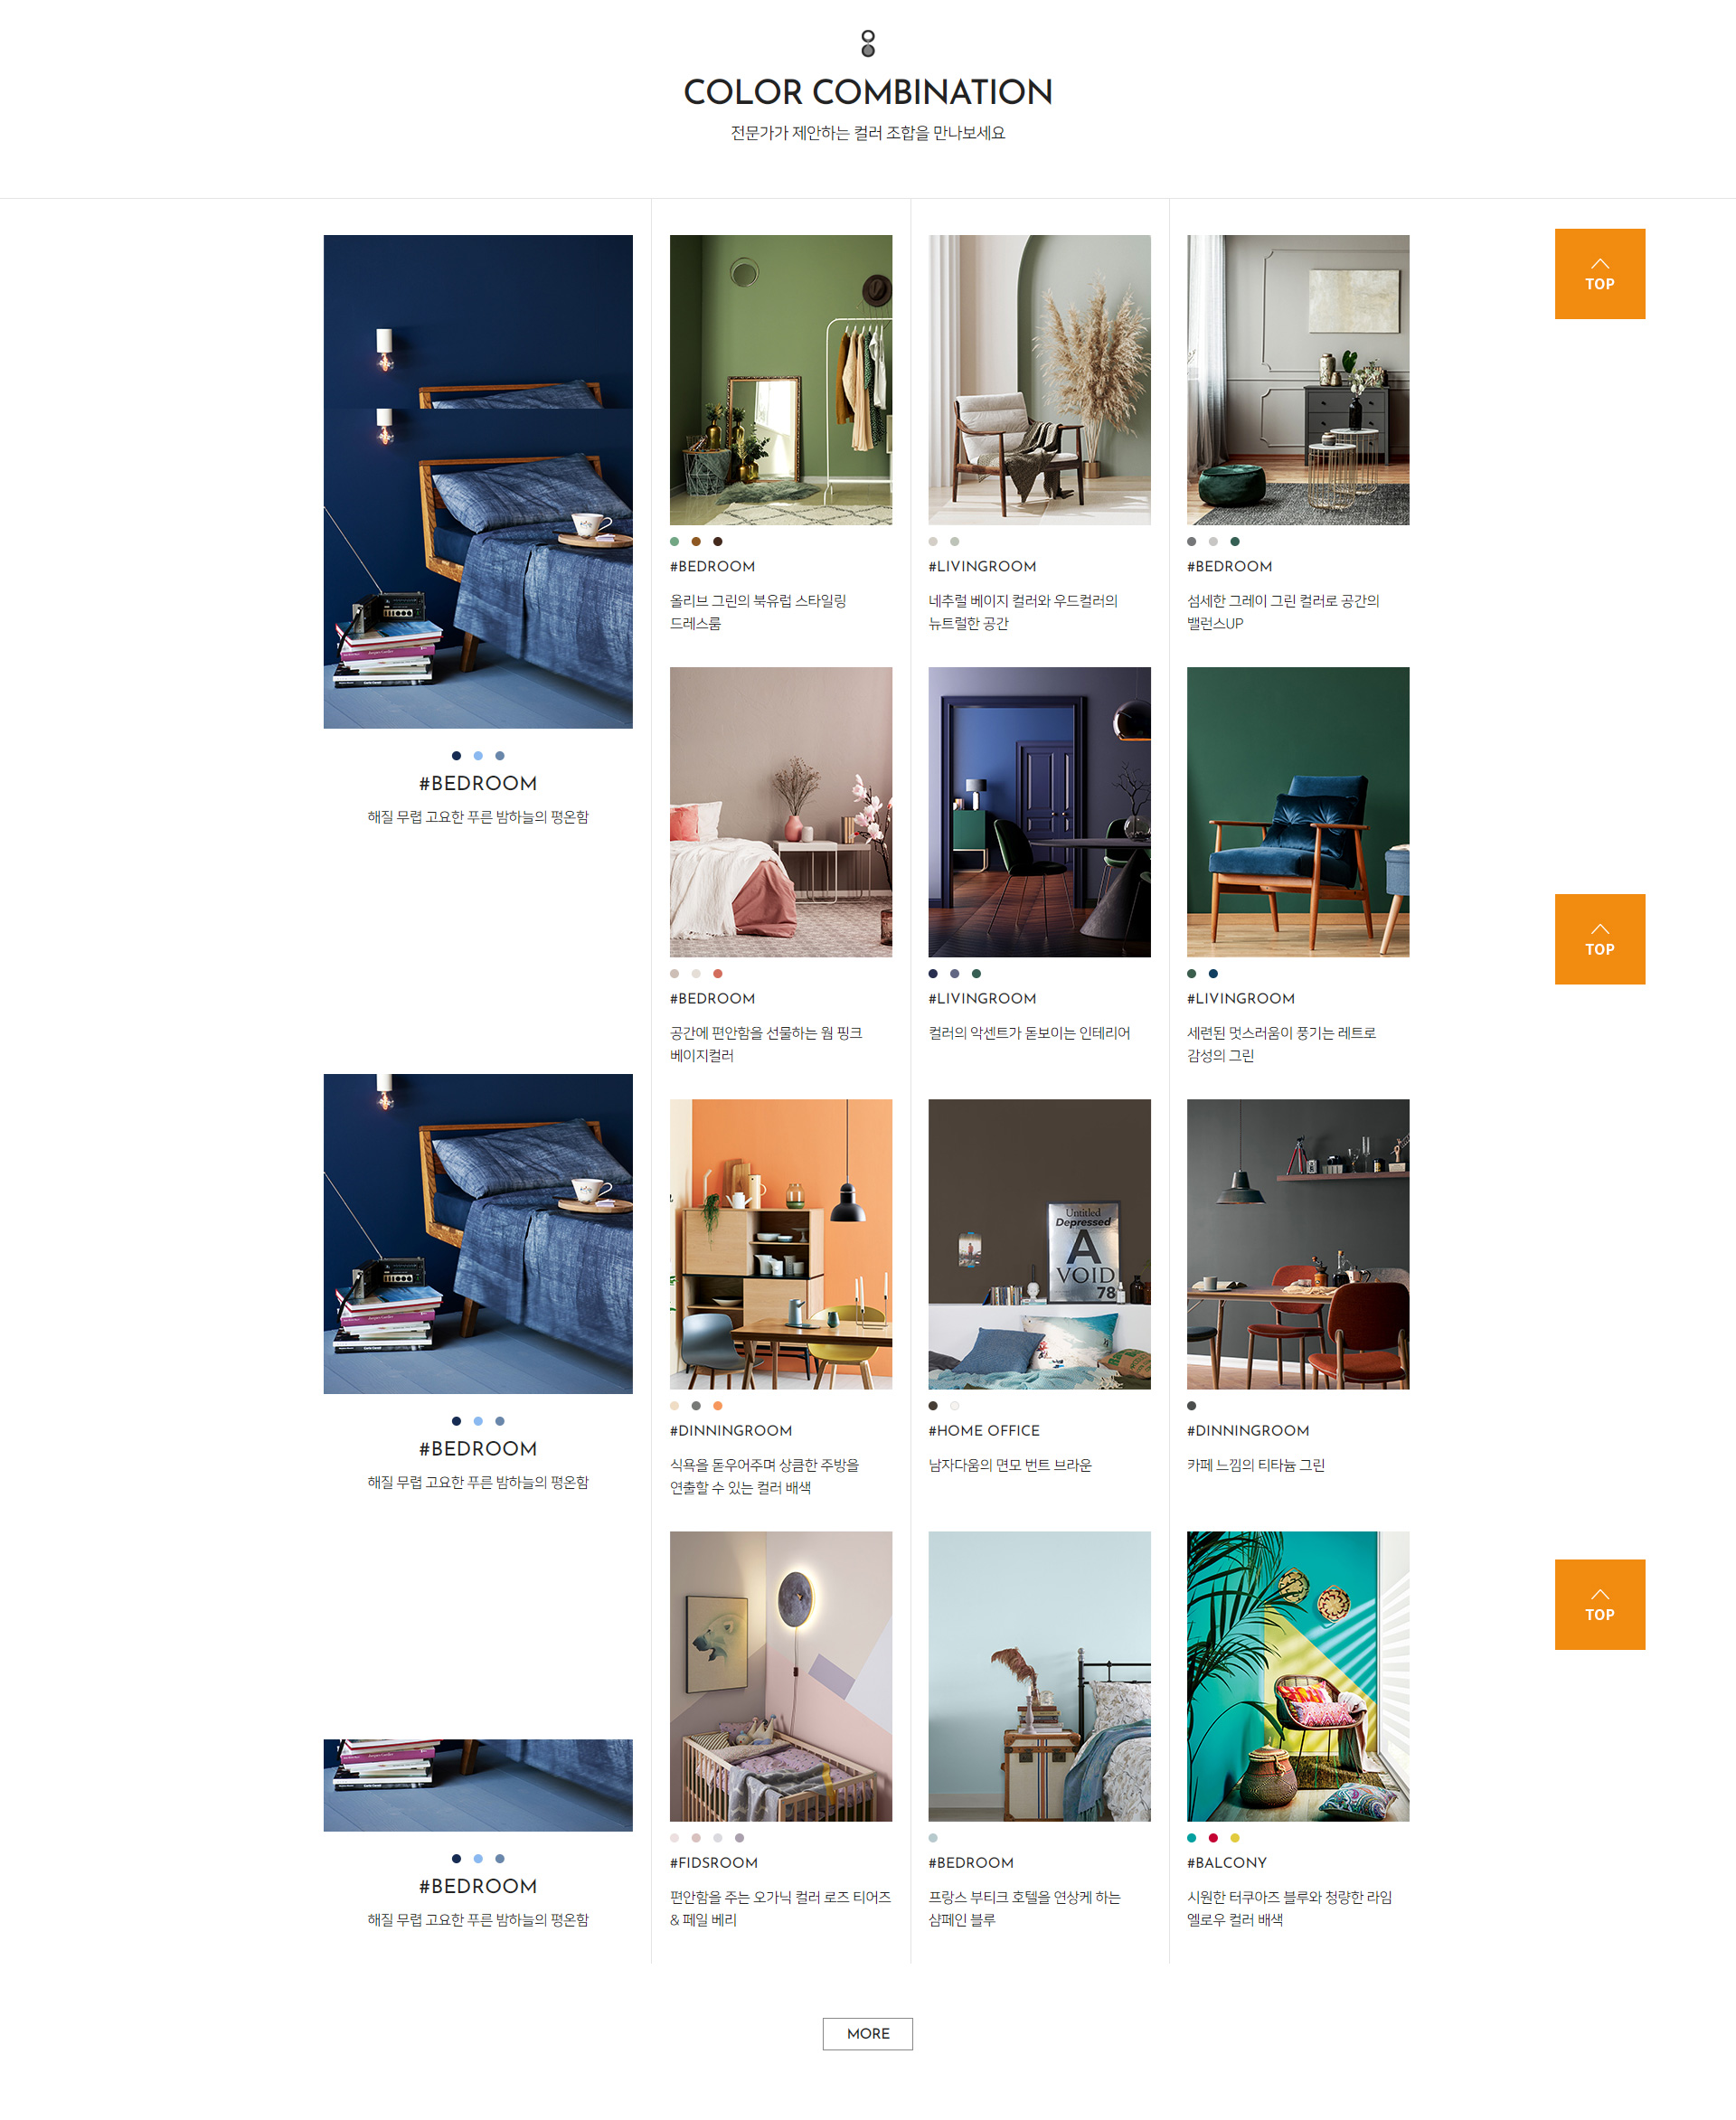 COLOR COMBINATION
전문가가 제안하는 컬러 조합을 만나보세요
TOP
#BEDROOM
해질 무렵 고요한 푸른 밤하늘의 평온함
#BEDROOM
올리브 그린의 북유럽 스타일링
드레스룸
#LIVINGROOM
네추럴 베이지 컬러와 우드컬러의
뉴트럴한 공간
#BEDROOM
섬세한 그레이 그린 컬러로 공간의
밸런스UP
#BEDROOM
공간에 편안함을 선물하는 웜 핑크
베이지컬러
#LIVINGROOM
컬러의 악센트가 돋보이는 인테리어
#LIVINGROOM
세련된 멋스러움이 풍기는 레트로
감성의 그린
TOP
#BEDROOM
해질 무렵 고요한 푸른 밤하늘의 평온함
Untitled
Depressed
A
VOID
78
#DINNINGROOM
식욕을 돋우어주며 상큼한 주방을
연출할 수 있는 컬러 배색
#HOME OFFICE
남자다움의 면모 번트 브라운
#DINNINGROOM
카페 느낌의 티타늄 그린
TOP
#BEDROOM
해질 무렵 고요한 푸른 밤하늘의 평온함
#FIDSROOM
편안함을 주는 오가닉 컬러 로즈 티어즈
& 페일 베리
#BEDROOM
프랑스 부티크 호텔을 연상케 하는
샴페인 블루
#BALCONY
시원한 터쿠아즈 블루와 청량한 라임
옐로우 컬러 배색
MORE